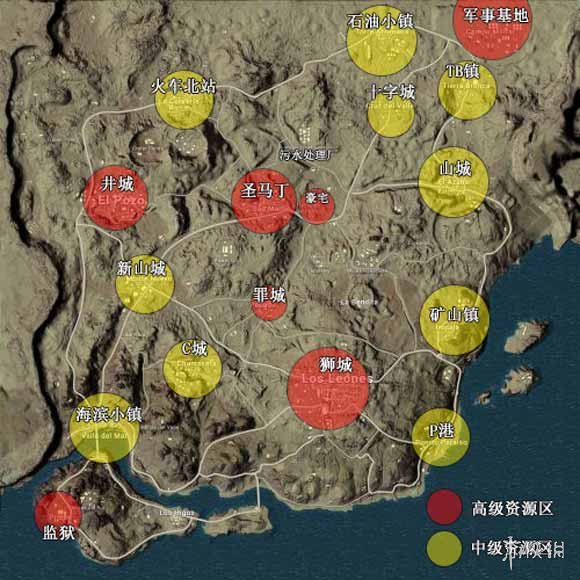 军事基地
石油小镇
TB镇
Tierra Bronca
火车北站
La Cobrería
十字城
Cruz del Valle
污水处理厂
山城
El Azahar
井城
El Pozo
圣马丁
豪宅
新山城
罪城
La Bendita
矿山镇
Impala
C城
Chumacera
狮城
Los Leones
海滨小镇
Valle del Mar
P港
Puerto Paraíso
监狱
Los Higos
高级资源区
中级资源区